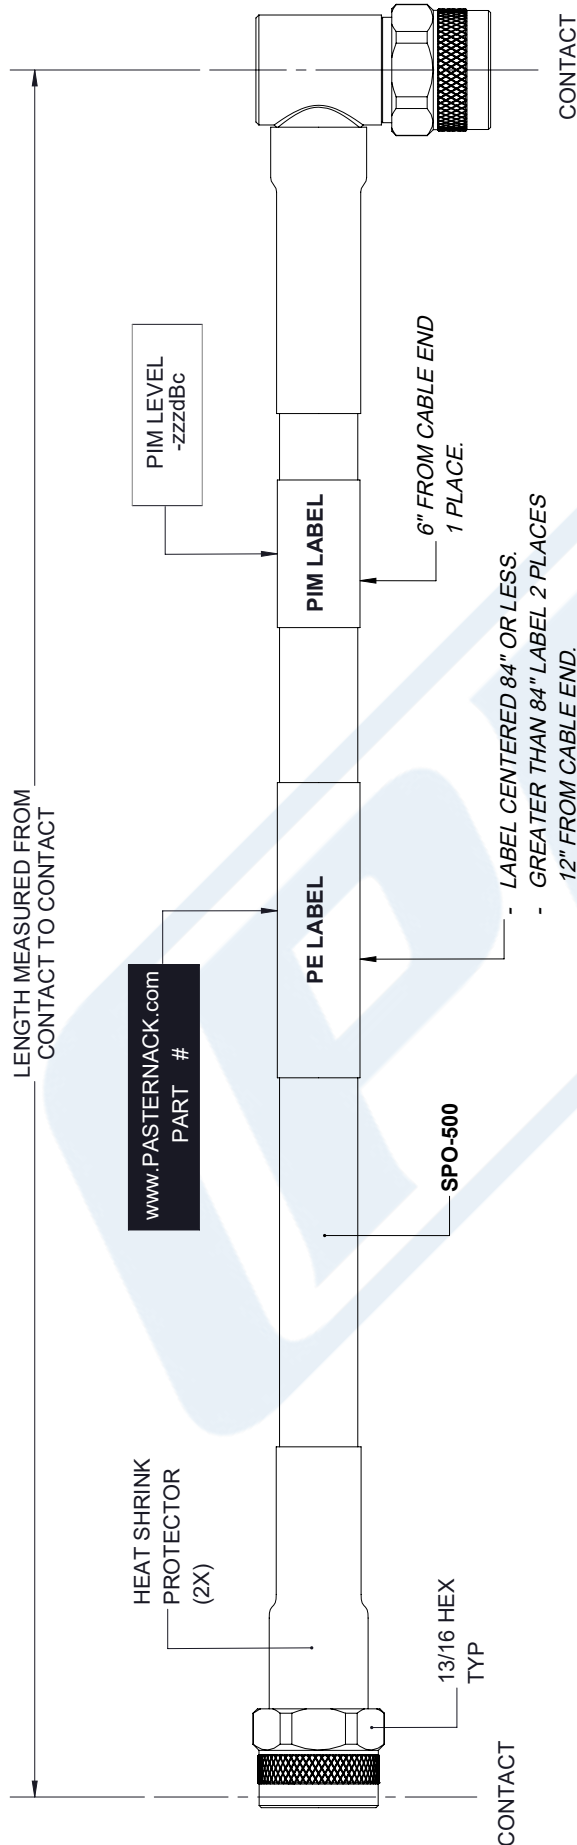 LENGTH MEASURED FROM
CONTACT TO CONTACT
HEAT SHRINK
PROTECTOR
(2X)
www.PASTERNACK.com
PART #
PIM LEVEL
-zzzdBc
PE LABEL
PIM LABEL
13/16 HEX
TYP
SPO-500
- LABEL CENTERED 84" OR LESS.
- GREATER THAN 84" LABEL 2 PLACES
12" FROM CABLE END.
6" FROM CABLE END
1 PLACE.
CONTACT
CONTACT